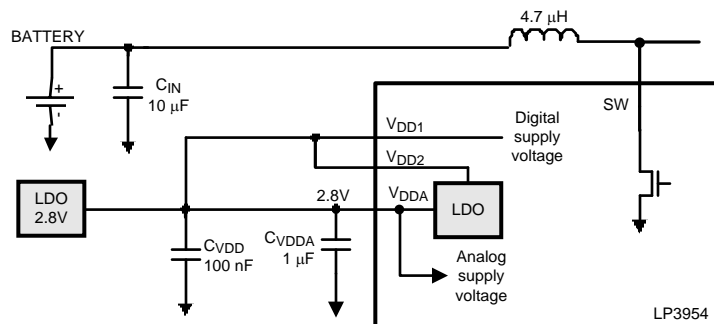 4.7 μH
BATTERY
+
-
CIN
10 μF
SW
VDD1
Digital
supply
voltage
VDD2
LDO
2.8V
2.8V
VDDA
LDO
CVDD
100 nF
CVDDA
1 μF
Analog
supply
voltage
LP3954